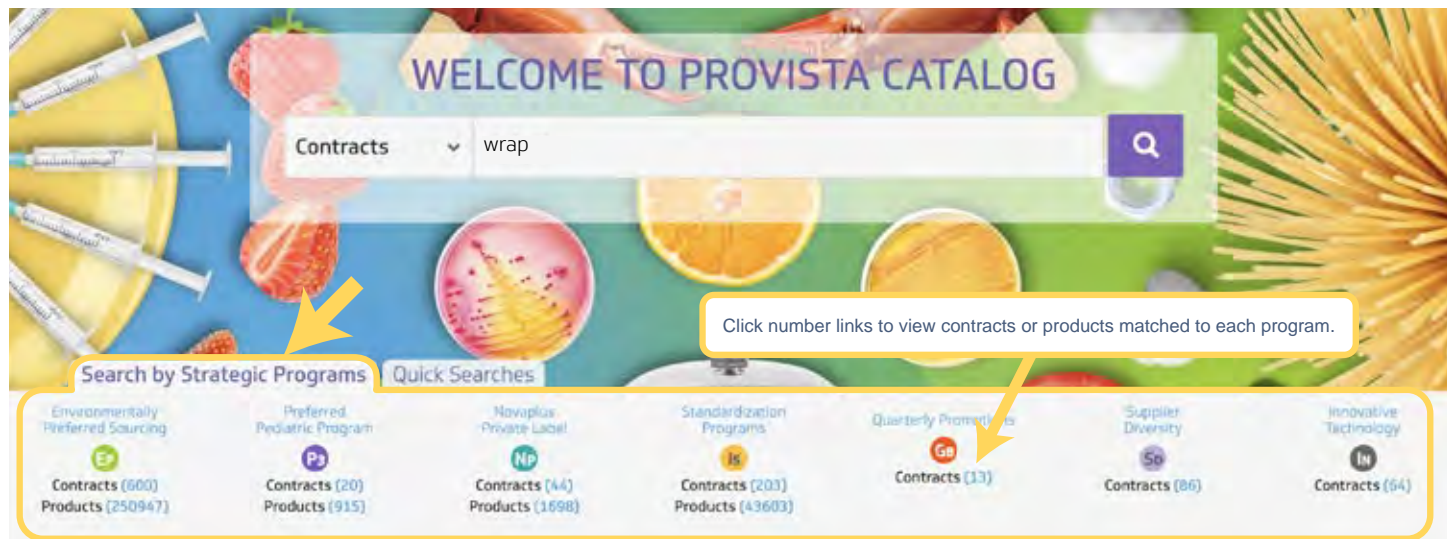 WELCOME TO PROVISTA CATALOG
Contracts
wrap
Click number links to view contracts or products matched to each program.
Search by Strategic Programs
Quick Searches
Environmentally
Preferred Sourcing
EP
Contracts (600)
Products (250947)
Preferred
Pediatric Program
P3
Contracts (20)
Products (915)
Novaplus
Private Label
NP
Contracts (44)
Products (1698)
Standardization
Programs
IS
Contracts (203)
Products (43603)
Quarterly Promotions
GB
Contracts (13)
Supplier
Diversity
SD
Contracts (86)
Innovative
Technology
IN
Contracts (64)